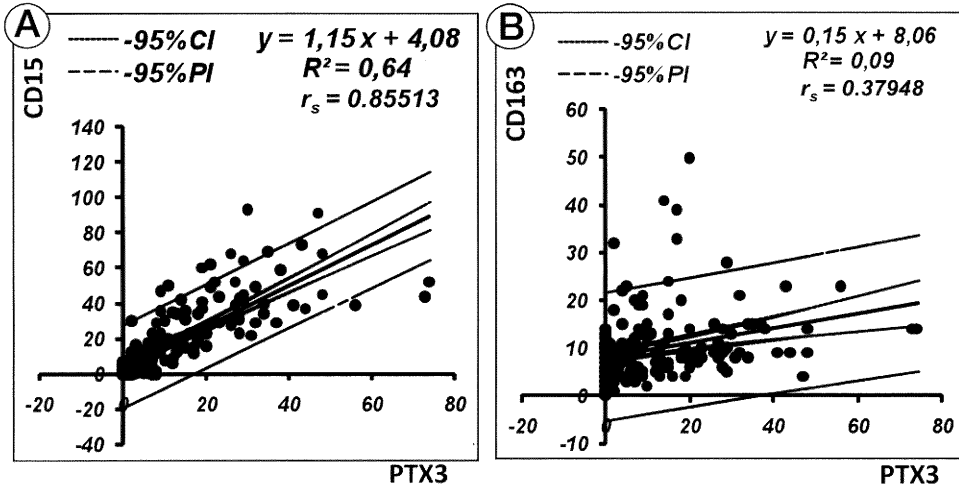 A
-95%CI
-95%PI
y = 1,15 x + 4,08
R² = 0,64
rs = 0.85513
CD15
140
120
100
80
60
40
20
0
-20
-40
-20
0
20
40
60
80
PTX3
B
-95%CI
-95%PI
y = 0,15 x + 8,06
R² = 0,09
rs = 0.37948
CD163
60
50
40
30
20
10
0
-10
-20
0
20
40
60
80
PTX3